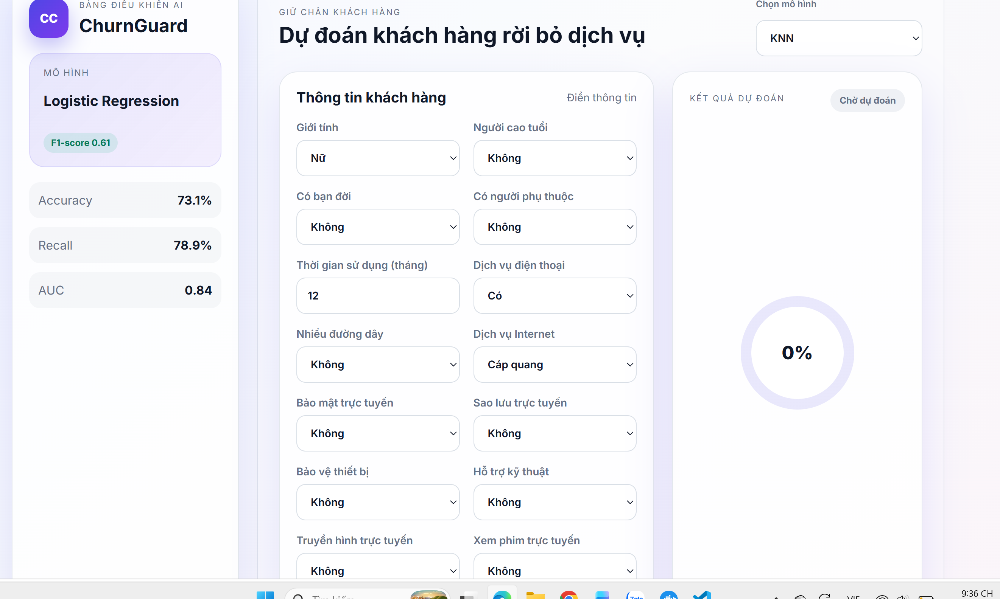 CC
BẢNG ĐIỀU KHIỂN AI
ChurnGuard
MÔ HÌNH
Logistic Regression
F1-score 0.61
Accuracy 73.1%
Recall 78.9%
AUC 0.84
GIỮ CHÂN KHÁCH HÀNG
Dự đoán khách hàng rời bỏ dịch vụ
Chọn mô hình
KNN
Thông tin khách hàng
Điền thông tin
Giới tính
Nữ
Người cao tuổi
Không
Có bạn đời
Không
Có người phụ thuộc
Không
Thời gian sử dụng (tháng)
12
Dịch vụ điện thoại
Có
Nhiều đường dây
Không
Dịch vụ Internet
Cáp quang
Bảo mật trực tuyến
Không
Sao lưu trực tuyến
Không
Bảo vệ thiết bị
Không
Hỗ trợ kỹ thuật
Không
Truyền hình trực tuyến
Không
Xem phim trực tuyến
Không
KẾT QUẢ DỰ ĐOÁN
Chờ dự đoán
0%
Tìm kiếm
Zalo
VIE
9:36 CH